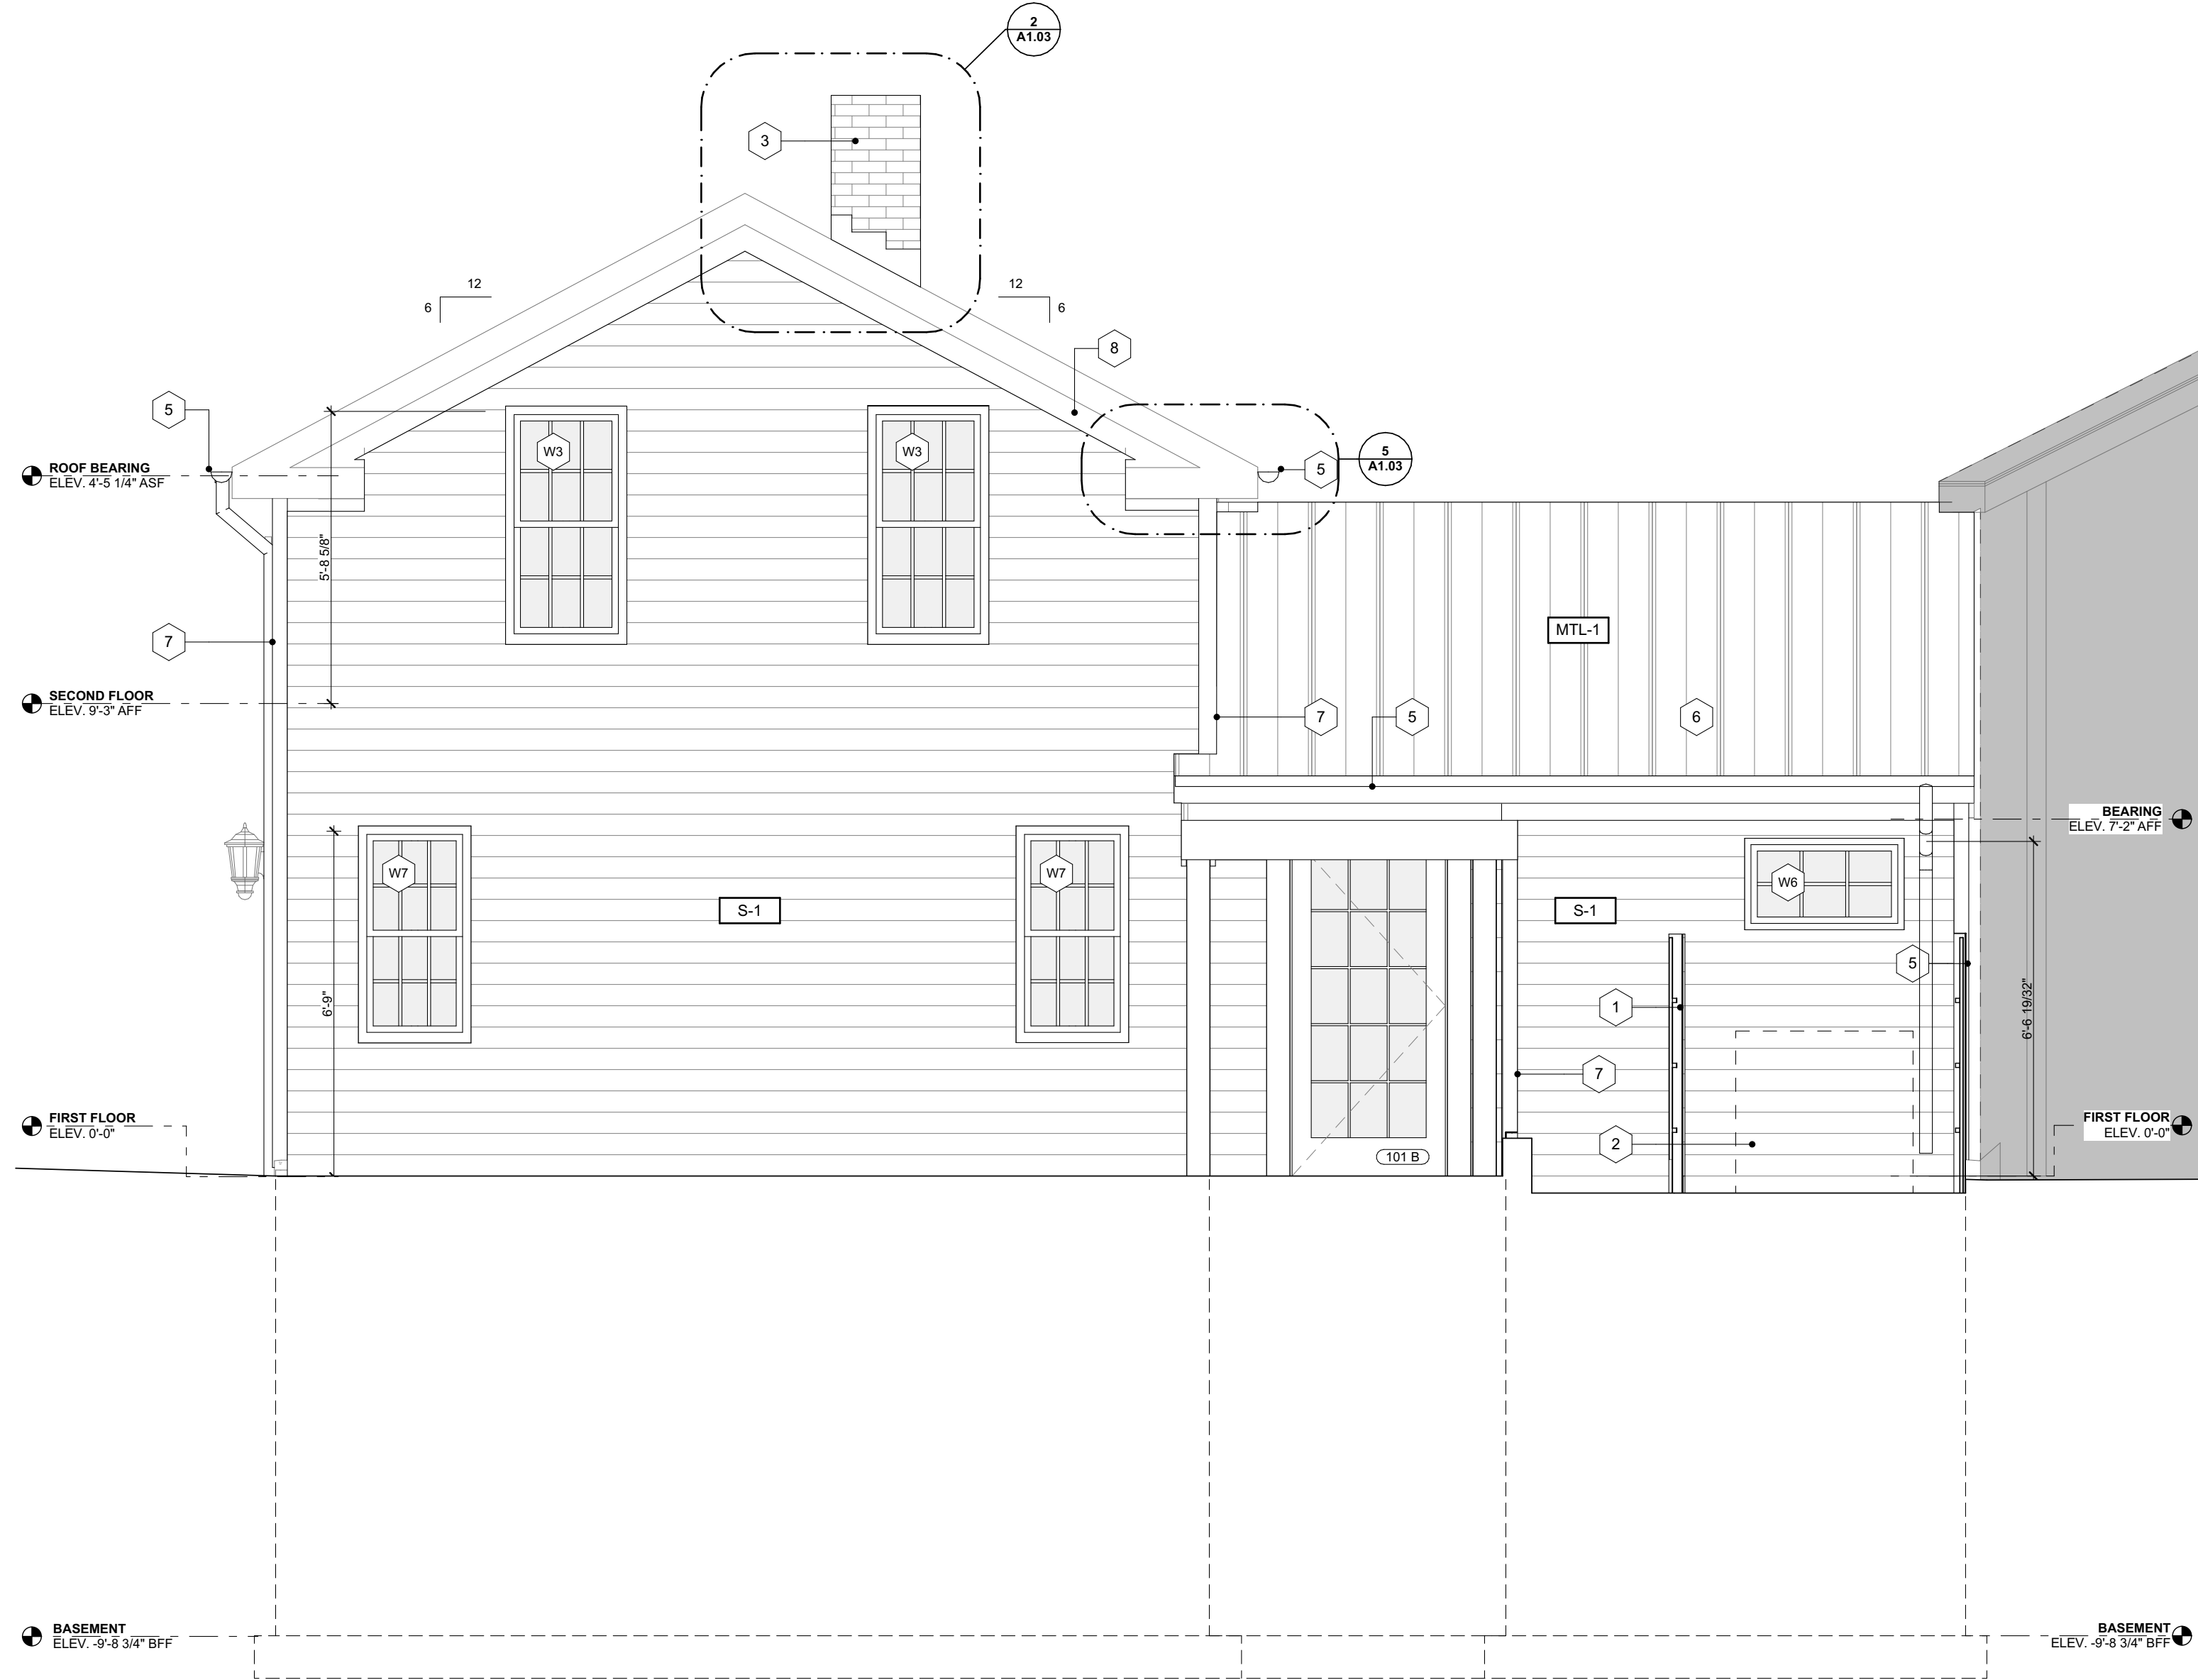 2
A1.03
3
12
12
6
6
8
5
ROOF BEARING
ELEV. 4'-5 1/4" ASF
W3
W3
5
5
A1.03
5'-8 5/8"
MTL-1
7
SECOND FLOOR
ELEV. 9'-3" AFF
7
5
6
BEARING
ELEV. 7'-2" AFF
W7
W7
W6
S-1
S-1
5
6'-9"
1
6'-6 19/32"
7
FIRST FLOOR
ELEV. 0'-0"
FIRST FLOOR
ELEV. 0'-0"
2
101 B
BASEMENT
ELEV. -9'-8 3/4" BFF
BASEMENT
ELEV. -9'-8 3/4" BFF